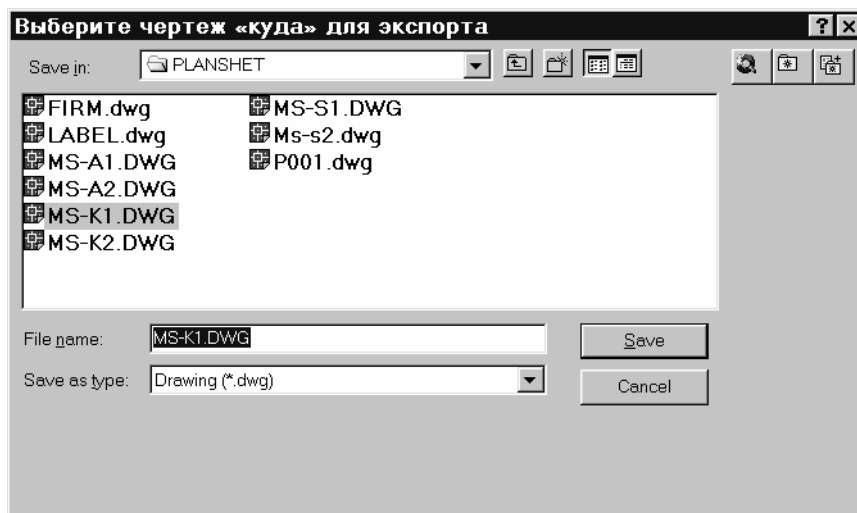 Выберите чертеж «куда» для экспорта
Save in: PLANSHET
FIRM.dwg MS-S1.DWG
LABEL.dwg Ms-s2.dwg
MS-A1.DWG P001.dwg
MS-A2.DWG
MS-K1.DWG
MS-K2.DWG
File name: MS-K1.DWG Save
Save as type: Drawing (*.dwg) Cancel